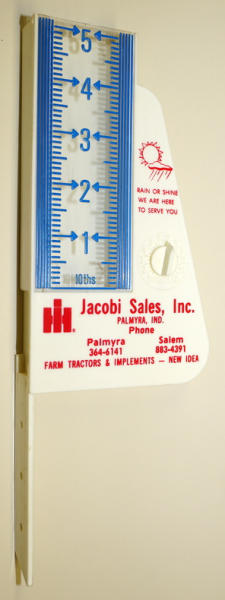 5
4
3
2
1
10ths
RAIN OR SHINE
WE ARE HERE
TO SERVE YOU
IH Jacobi Sales, Inc.
PALMYRA, IND.
Phone
Palmyra Salem
364-6141 883-4391
FARM TRACTORS & IMPLEMENTS — NEW IDEA